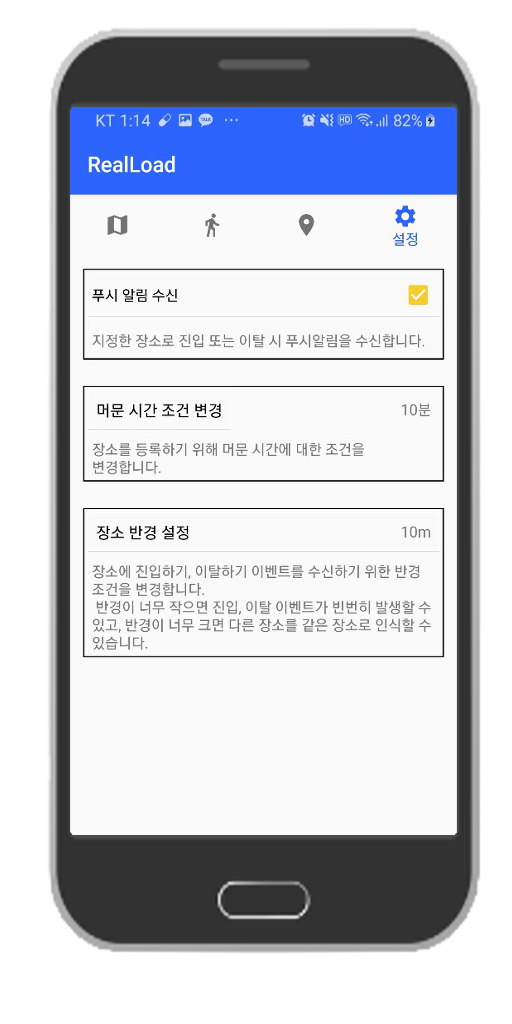 KT 1:14 ... HD 82%
RealLoad
설정
푸시 알림 수신
지정한 장소로 진입 또는 이탈 시 푸시알림을 수신합니다.
머문 시간 조건 변경 10분
장소를 등록하기 위해 머문 시간에 대한 조건을
변경합니다.
장소 반경 설정 10m
장소에 진입하기, 이탈하기 이벤트를 수신하기 위한 반경
조건을 변경합니다.
반경이 너무 작으면 진입, 이탈 이벤트가 빈번히 발생할 수
있고, 반경이 너무 크면 다른 장소를 같은 장소로 인식할 수
있습니다.